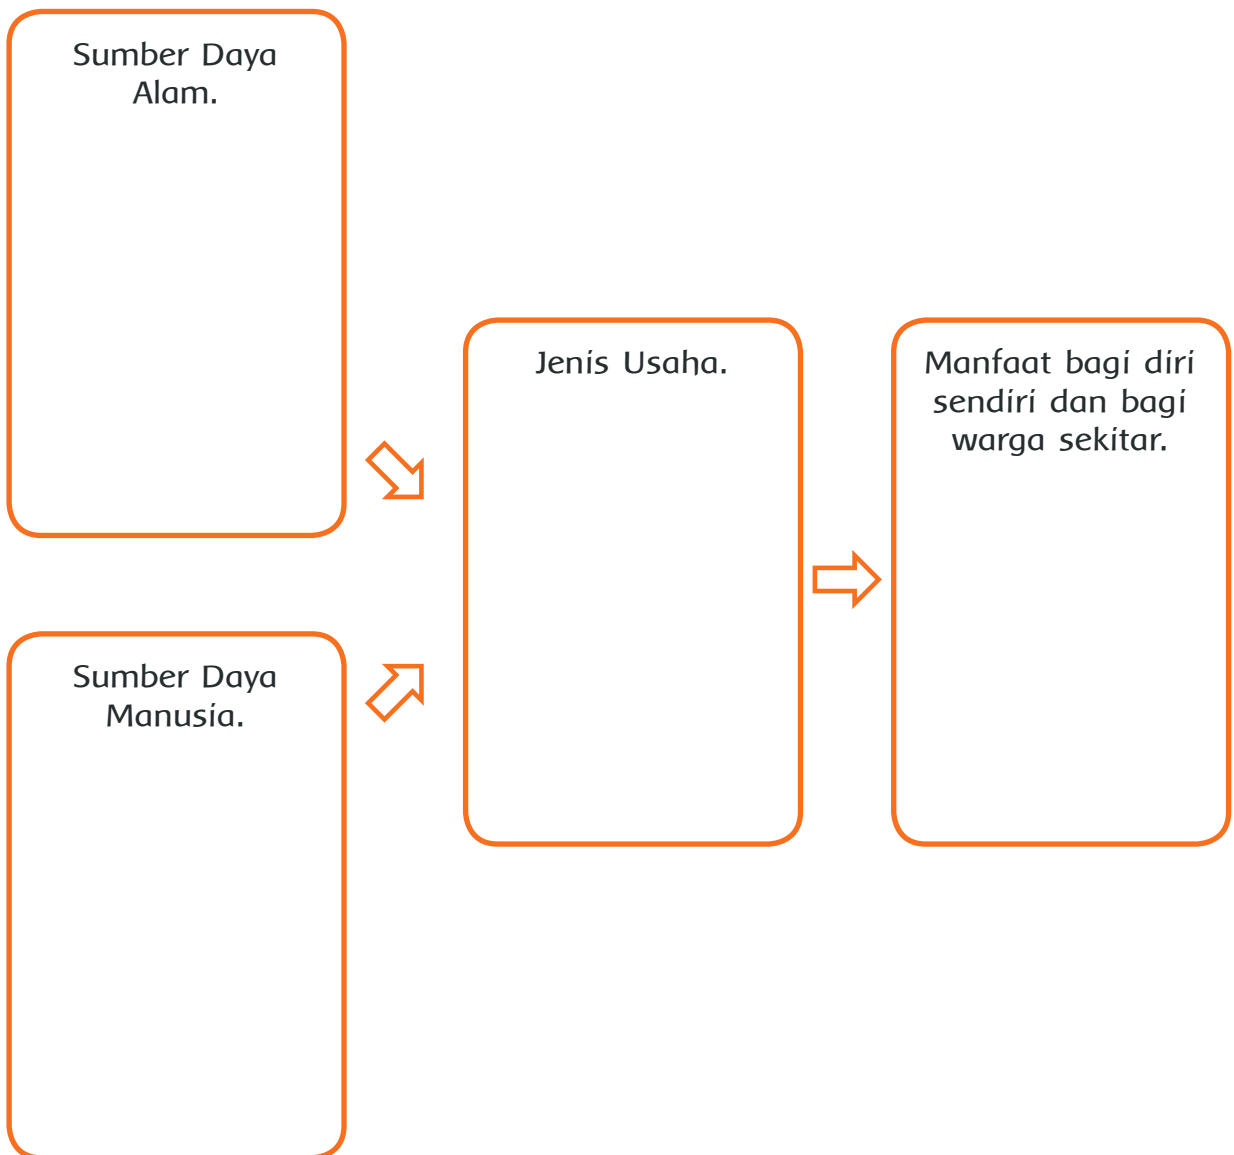 Sumber Daya
Alam.
Jenis Usaha.
Manfaat bagi diri
sendiri dan bagi
warga sekitar.
Sumber Daya
Manusia.